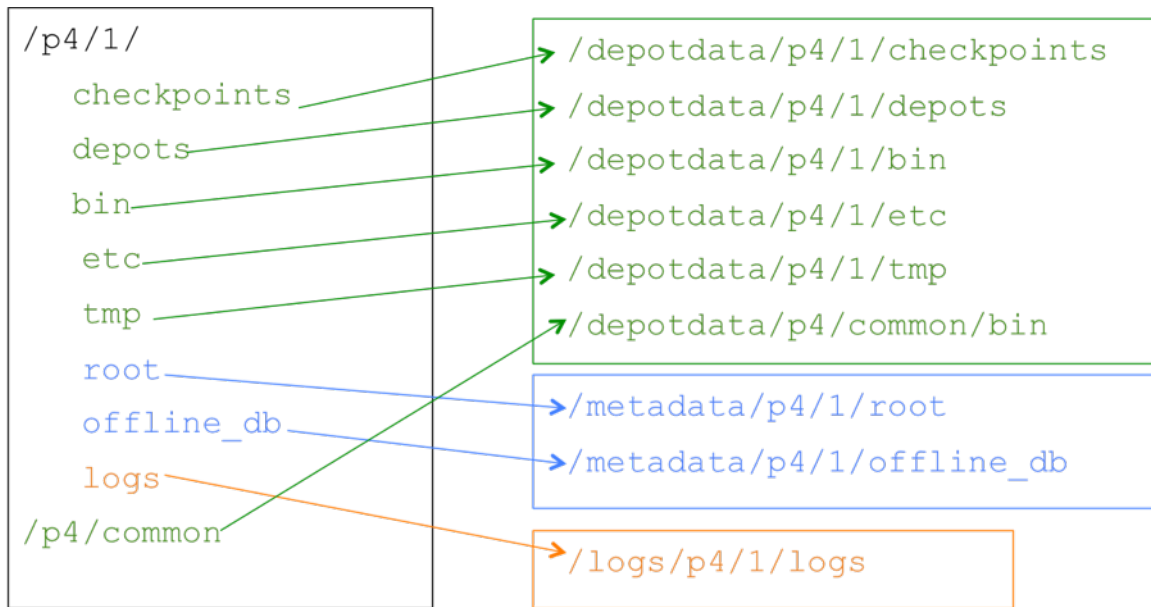 /p4/1/
checkpoints
depots
bin
etc
tmp
root
offline_db
logs
/p4/common
/depotdata/p4/1/checkpoints
/depotdata/p4/1/depots
/depotdata/p4/1/bin
/depotdata/p4/1/etc
/depotdata/p4/1/tmp
/depotdata/p4/common/bin
/metadata/p4/1/root
/metadata/p4/1/offline_db
/logs/p4/1/logs